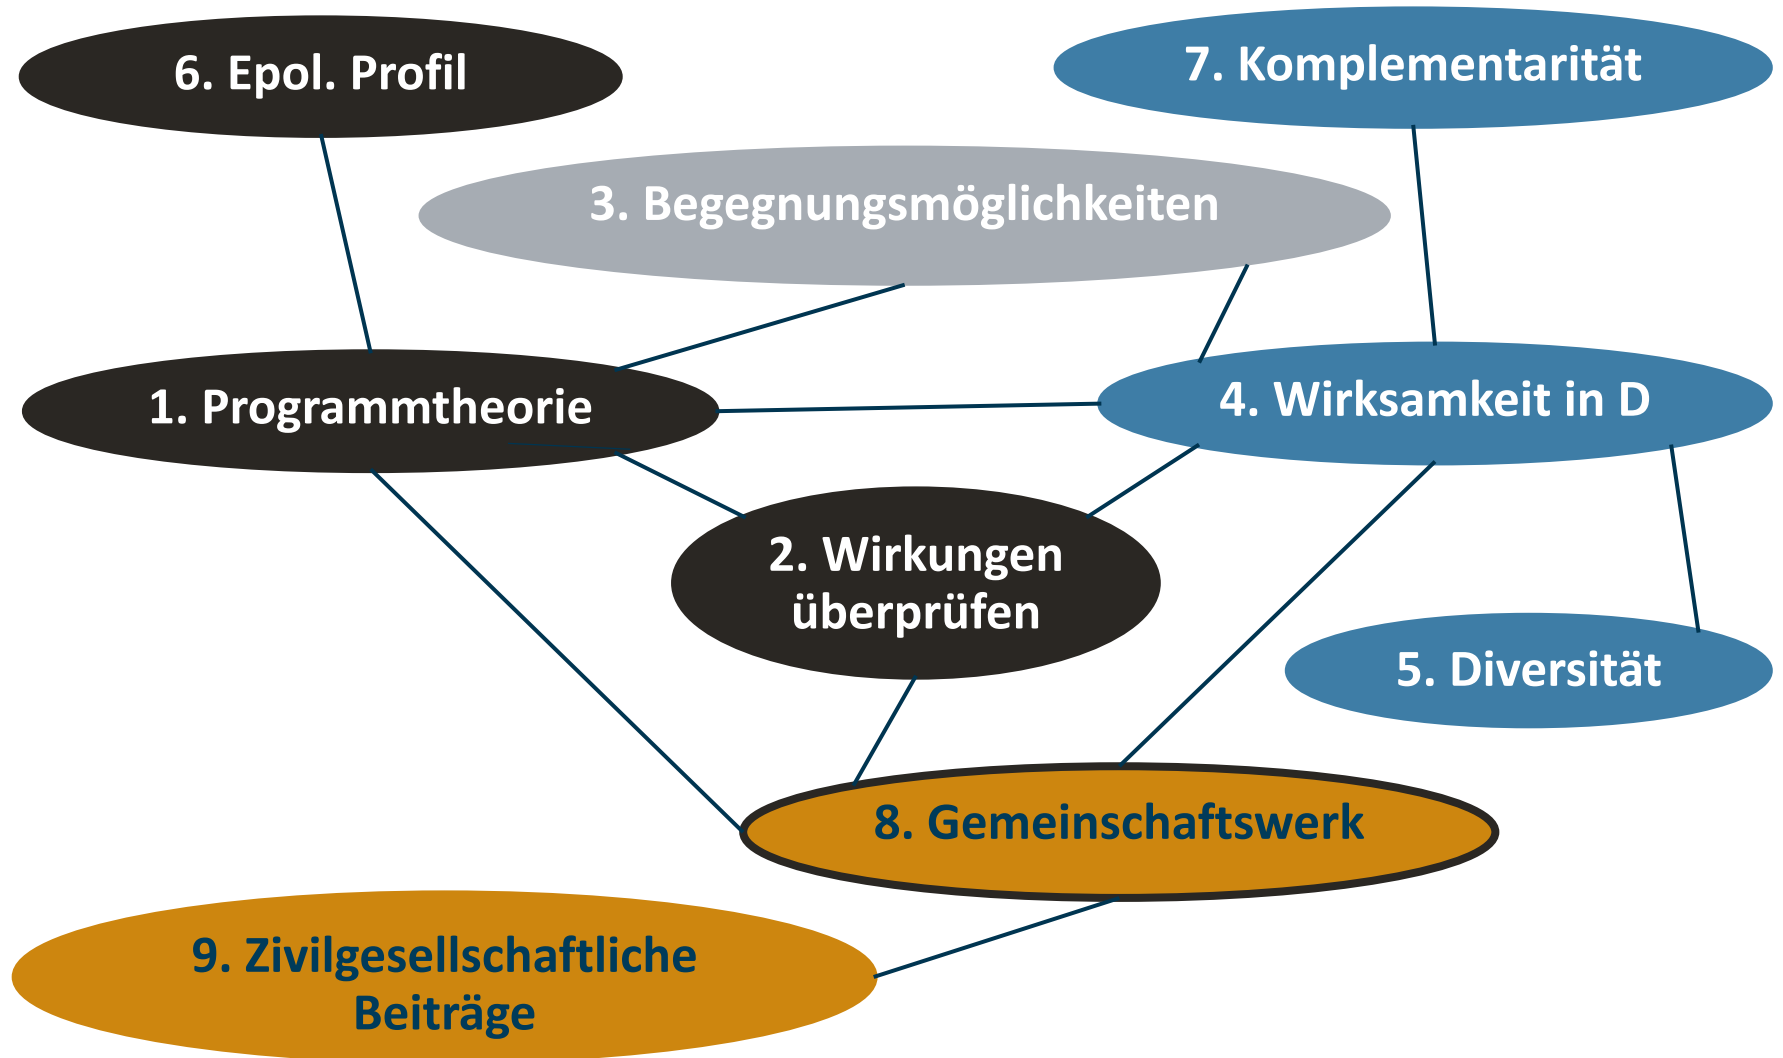 6. Epol. Profil
7. Komplementarität
3. Begegnungsmöglichkeiten
1. Programmtheorie
4. Wirksamkeit in D
2. Wirkungen
überprüfen
5. Diversität
8. Gemeinschaftswerk
9. Zivilgesellschaftliche
Beiträge